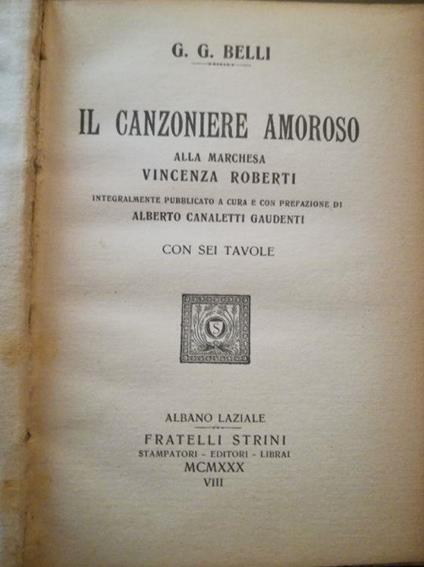 G. G. BELLI
IL CANZONIERE AMOROSO
ALLA MARCHESA
VINCENZA ROBERTI
INTEGRALMENTE PUBBLICATO A CURA E CON PREFAZIONE DI
ALBERTO CANALETTI GAUDENTI
CON SEI TAVOLE
S
ALBANO LAZIALE
FRATELLI STRINI
STAMPATORI - EDITORI - LIBRAI
MCMXXX
VIII